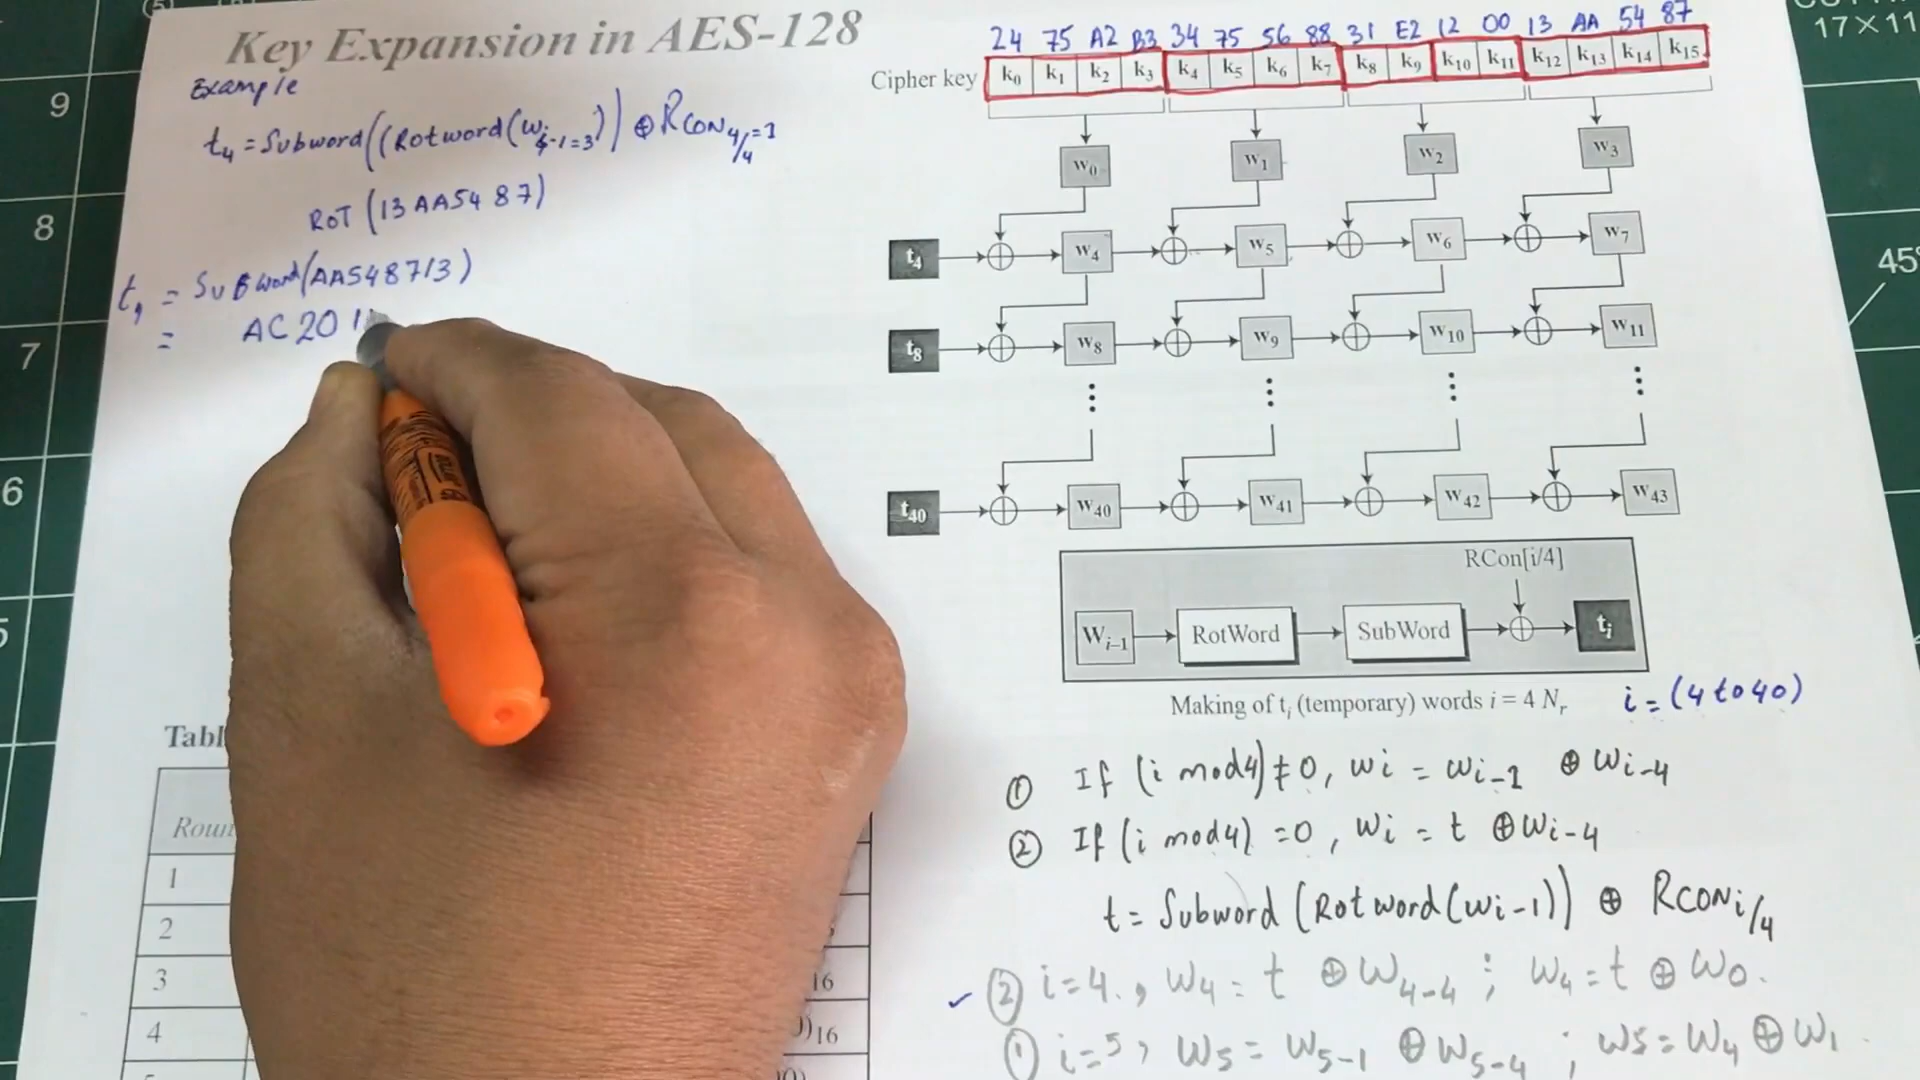 Key Expansion in AES-128
Example
t4 = Subword((Rotword(W4-1=3)) ⊕ RCON4/4=1
ROT (13 AA54 87)
= SUBword(AA548713)
= AC20 1
24 75 A2 B3 34 75 56 88 31 E2 12 00 13 AA 54 87
Cipher key k0 k1 k2 k3 k4 k5 k6 k7 k8 k9 k10 k11 k12 k13 k14 k15
w0 w1 w2 w3
t4 w4 w5 w6 w7
t8 w8 w9 w10 w11
t40 w40 w41 w42 w43
RCon[i/4]
Wi–1 RotWord SubWord ti
Making of ti (temporary) words i = 4 Nr
i = (4 to 40)
① If (i mod4) ≠ 0, wi = wi-1 ⊕ wi-4
② If (i mod4) = 0, wi = t ⊕ wi-4
t = Subword (Rotword(wi-1)) ⊕ RCONi/4
✓ ② i=4, W4 = t ⊕ W4-4 ; W4 = t ⊕ W0.
① i=5, W5 = W5-1 ⊕ W5-4 ; W5 = W4 ⊕ W1
1
2
3 16
4 )16
9
8
7
6
5
17×11
45°